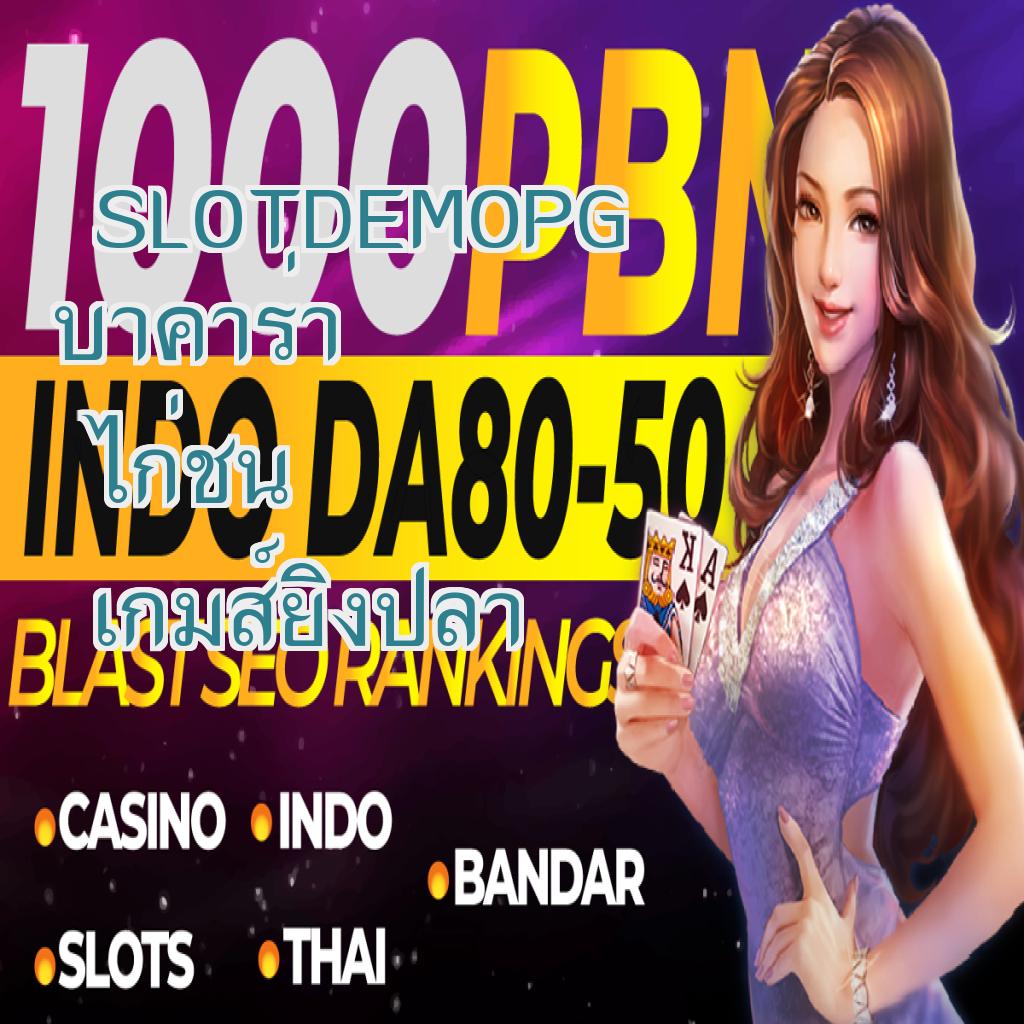 1000PBN
SLOTDEMOPG
บาคาร่า
INDO DA80-50
ไก่ชน
เกมส์ยิงปลา
BLAST SEO RANKINGS
CASINO
INDO
BANDAR
SLOTS
THAI
K
A